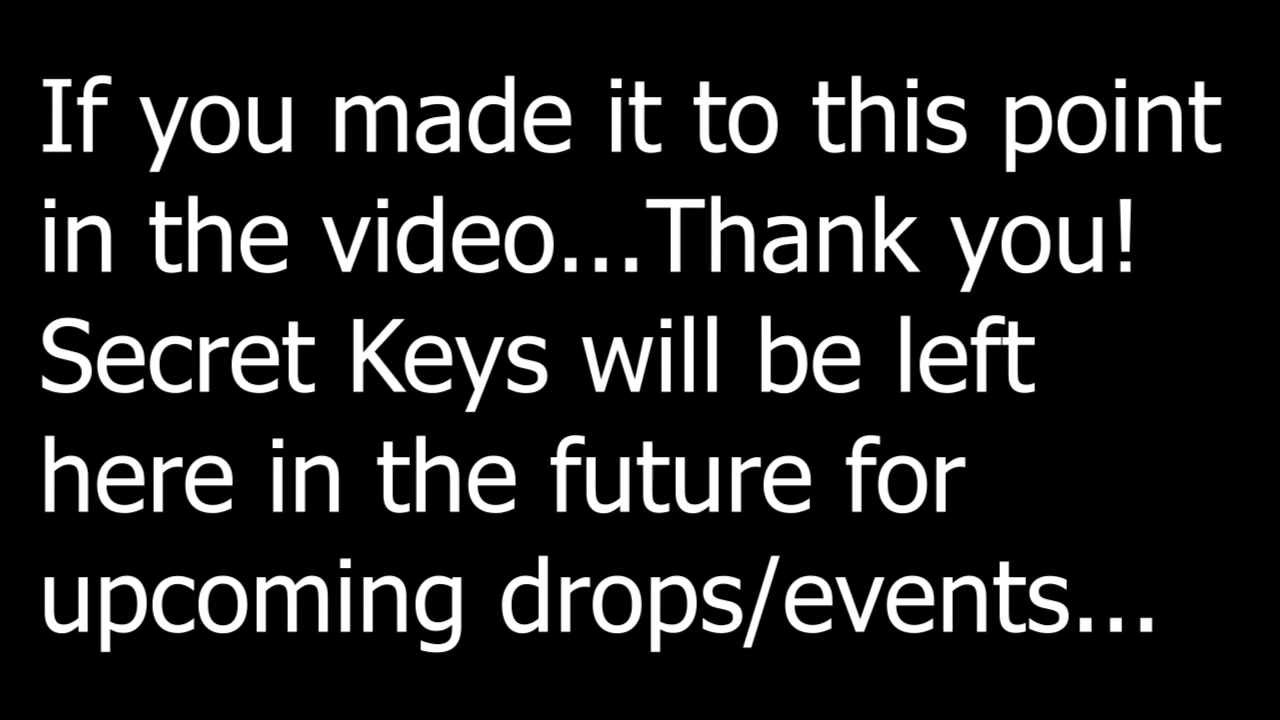 If you made it to this point
in the video...Thank you!
Secret Keys will be left
here in the future for
upcoming drops/events...